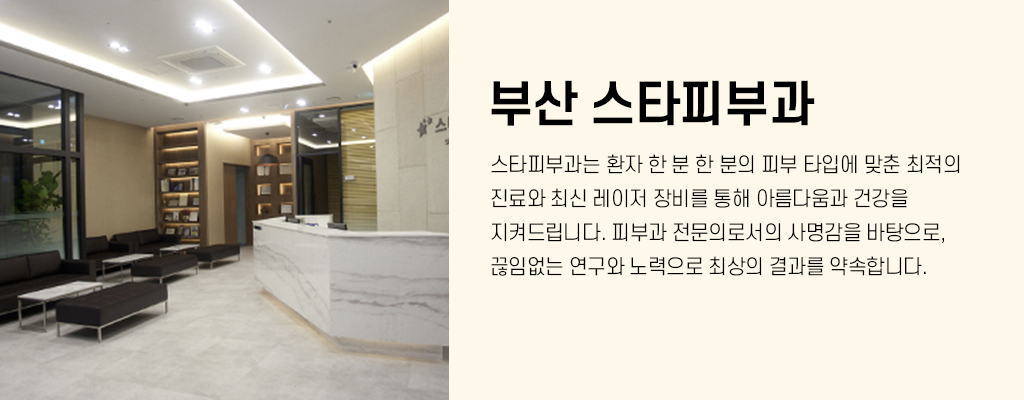 부산 스타피부과
스타피부과는 환자 한 분 한 분의 피부 타입에 맞춘 최적의
진료와 최신 레이저 장비를 통해 아름다움과 건강을
지켜드립니다. 피부과 전문의로서의 사명감을 바탕으로,
끊임없는 연구와 노력으로 최상의 결과를 약속합니다.